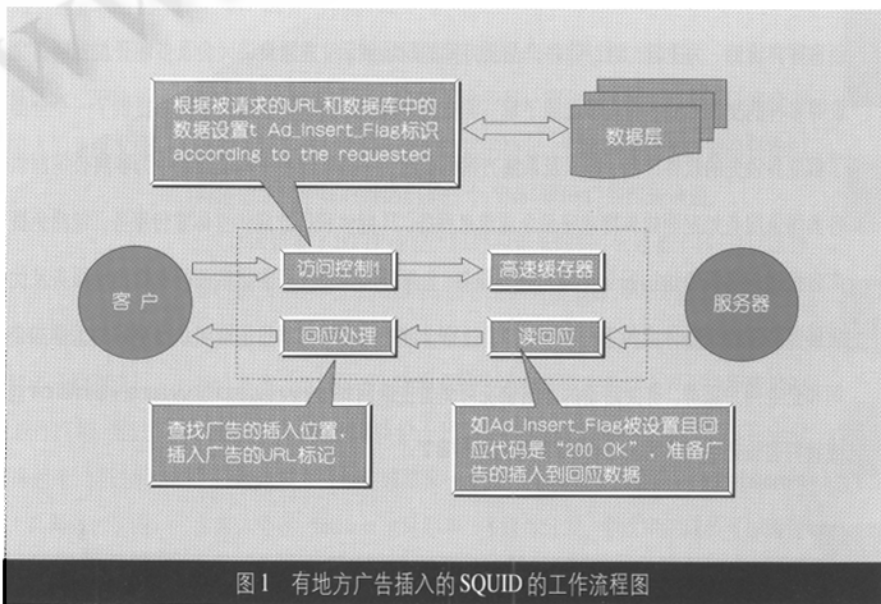 根据被请求的URL和数据库中的
数据设置t Ad_Insert_Flag标识
according to the requested
数据层
访问控制1
高速缓存器
客 户
服务器
回应处理
读回应
查找广告的插入位置，
插入广告的URL标记
如Ad_Insert_Flag被设置且回
应代码是“200 OK”，准备广
告的插入到回应数据
图1 有地方广告插入的SQUID的工作流程图